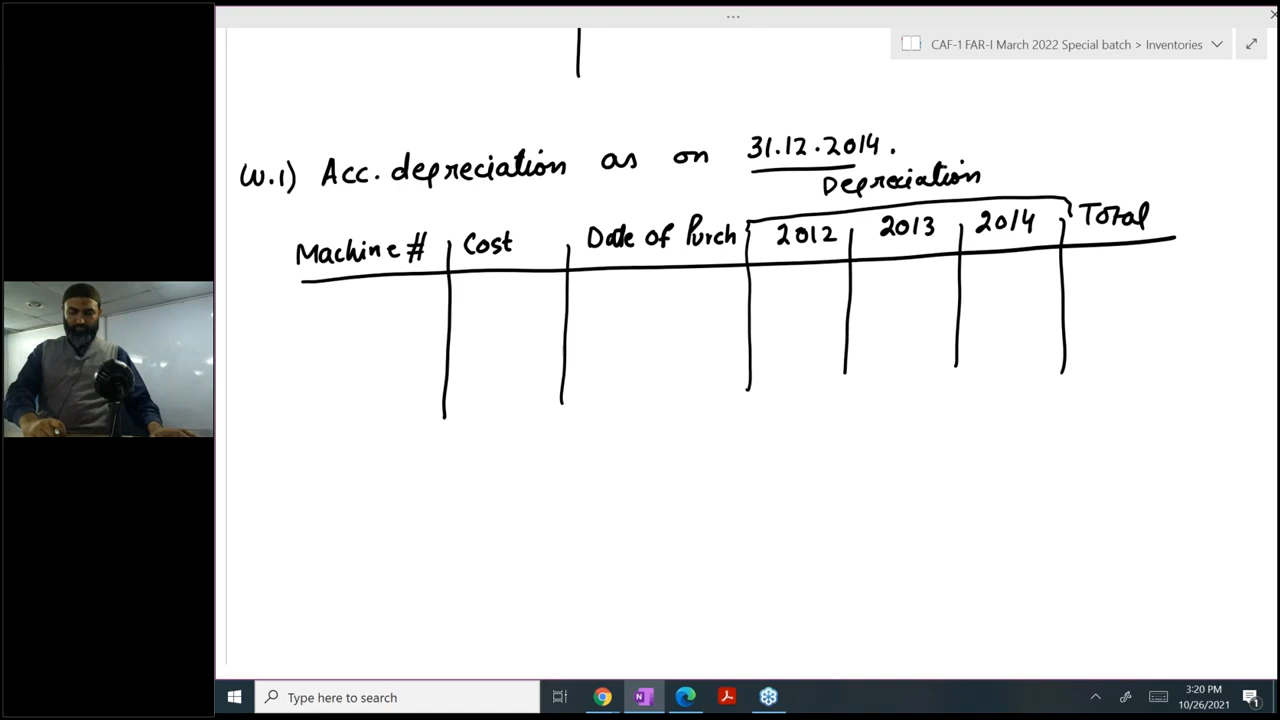 CAF-1 FAR-I March 2022 Special batch > Inventories
W.1) Acc. depreciation as on 31.12.2014.
Depreciation
Machine # Cost Date of Purch 2012 2013 2014 Total
Type here to search
3:20 PM
10/26/2021
1